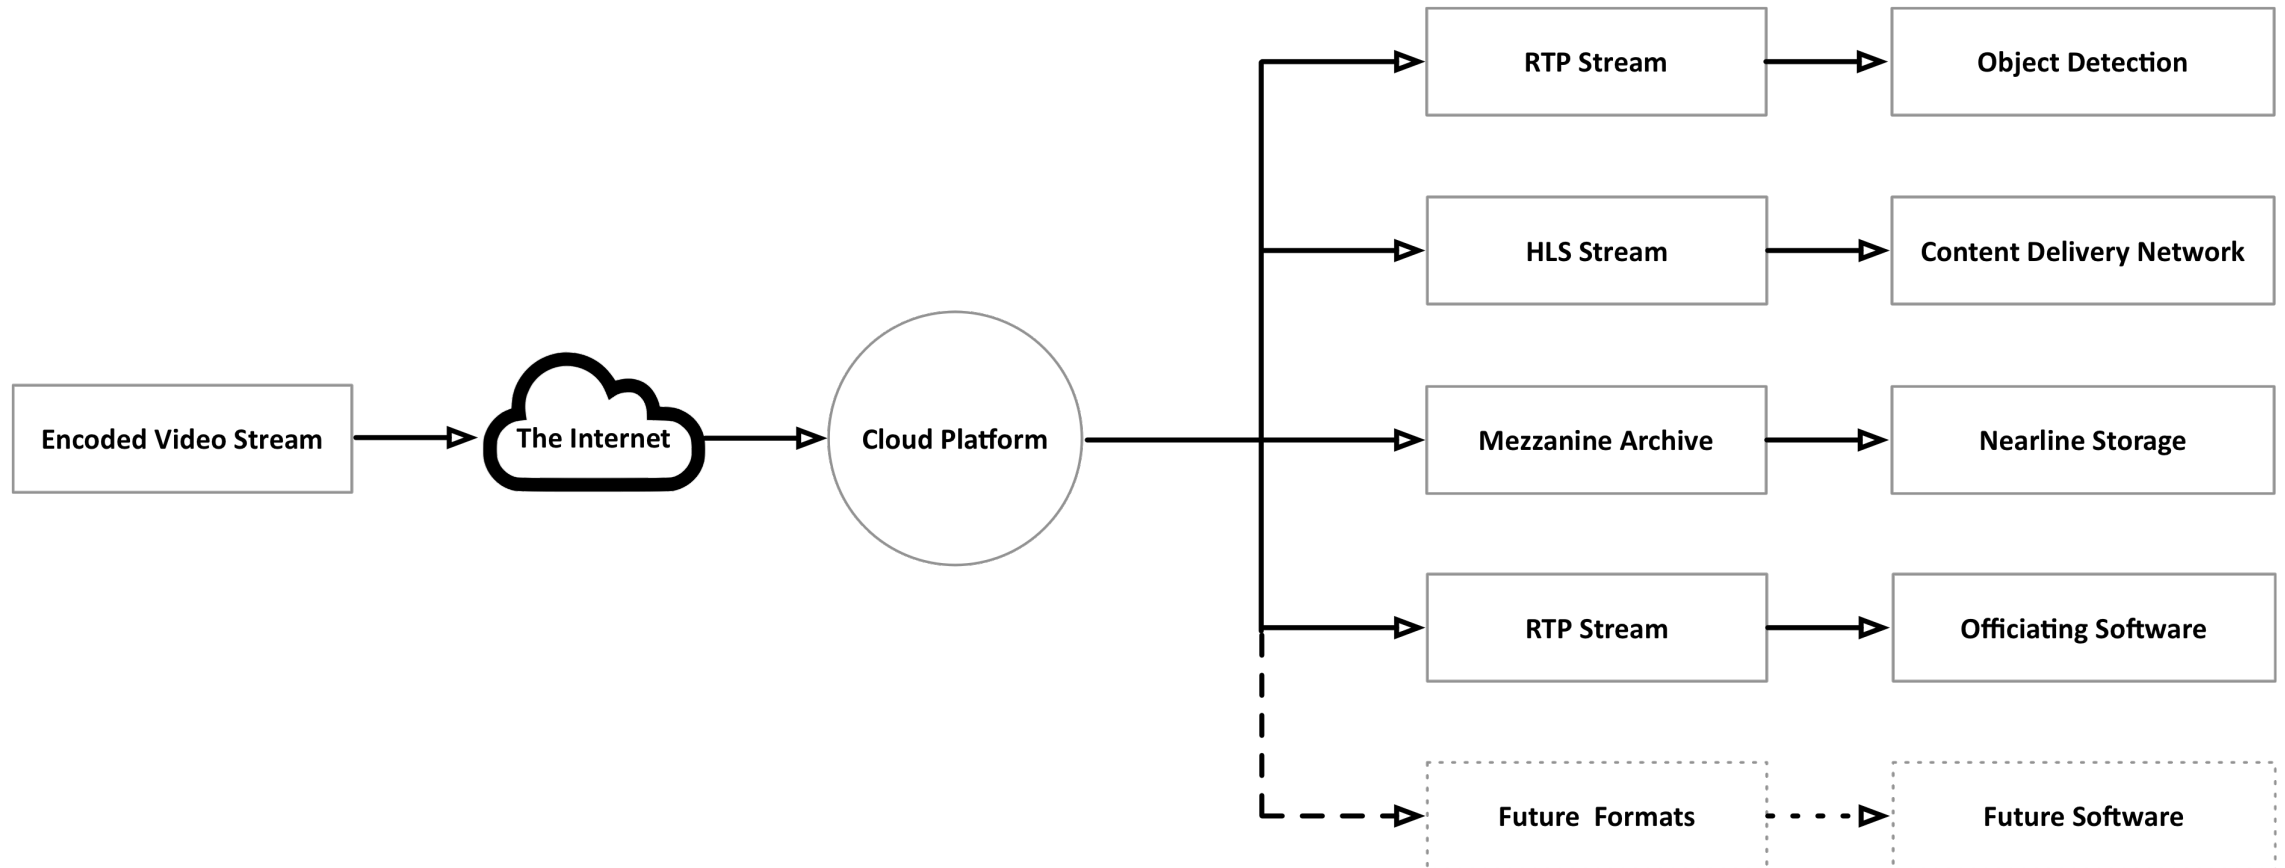 RTP Stream
Object Detection
HLS Stream
Content Delivery Network
Encoded Video Stream
The Internet
Cloud Platform
Mezzanine Archive
Nearline Storage
RTP Stream
Officiating Software
Future  Formats
Future Software